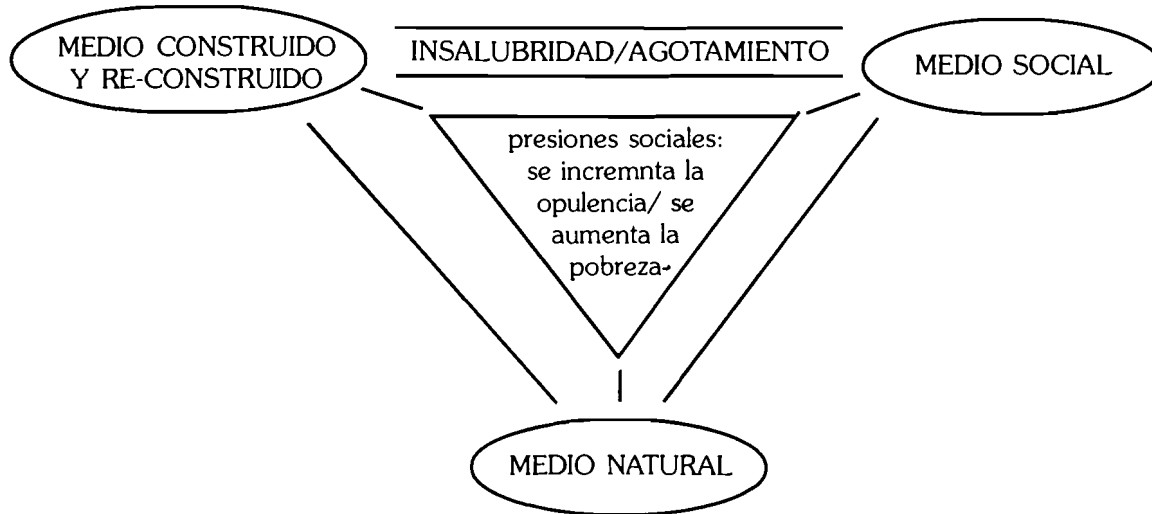 MEDIO CONSTRUIDO
Y RE-CONSTRUIDO
INSALUBRIDAD/AGOTAMIENTO
MEDIO SOCIAL
presiones sociales:
se incremnta la
opulencia/ se
aumenta la
pobreza-
MEDIO NATURAL